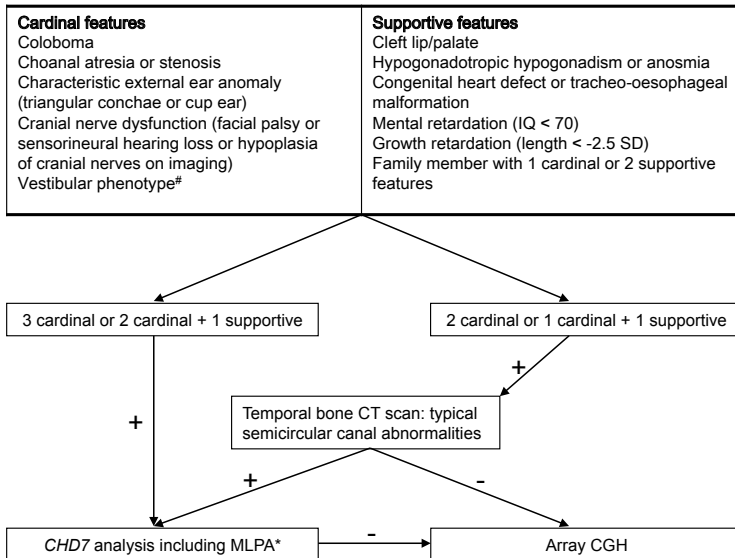 Cardinal features
Coloboma
Choanal atresia or stenosis
Characteristic external ear anomaly
(triangular conchae or cup ear)
Cranial nerve dysfunction (facial palsy or
sensorineural hearing loss or hypoplasia
of cranial nerves on imaging)
Vestibular phenotype#
Supportive features
Cleft lip/palate
Hypogonadotropic hypogonadism or anosmia
Congenital heart defect or tracheo-oesophageal
malformation
Mental retardation (IQ < 70)
Growth retardation (length < -2.5 SD)
Family member with 1 cardinal or 2 supportive
features
3 cardinal or 2 cardinal + 1 supportive
2 cardinal or 1 cardinal + 1 supportive
+
+
Temporal bone CT scan: typical
semicircular canal abnormalities
+
-
CHD7 analysis including MLPA*
-
Array CGH